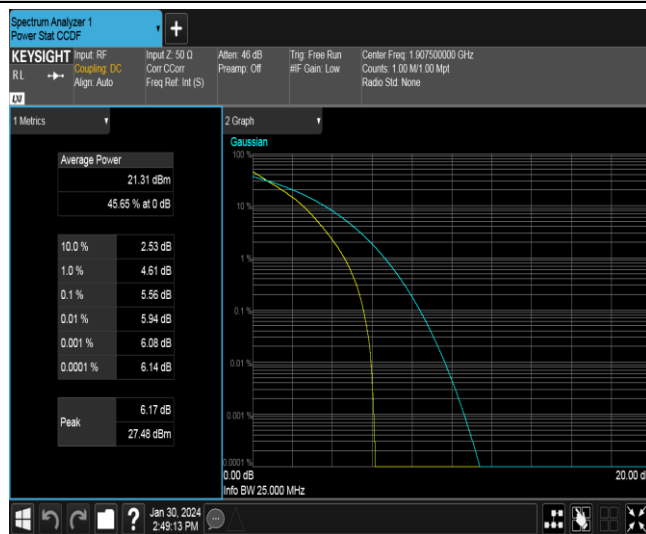 Spectrum Analyzer 1
Power Stat CCDF
+
KEYSIGHT
RL
LXI
Input: RF
Coupling: DC
Align: Auto
Input Z: 50 Ω
Corr CCorr
Freq Ref: Int (S)
Atten: 46 dB
Preamp: Off
Trig: Free Run
#IF Gain: Low
Center Freq: 1.907500000 GHz
Counts: 1.00 M/1.00 Mpt
Radio Std: None
1 Metrics
Average Power
21.31 dBm
45.65 % at 0 dB
10.0 % 2.53 dB
1.0 % 4.61 dB
0.1 % 5.56 dB
0.01 % 5.94 dB
0.001 % 6.08 dB
0.0001 % 6.14 dB
Peak
6.17 dB
27.48 dBm
2 Graph
Gaussian
100 %
10 %
1 %
0.1 %
0.01 %
0.001 %
0.0001 %
0.00 dB
20.00 d
Info BW 25.000 MHz
?
Jan 30, 2024
2:49:13 PM